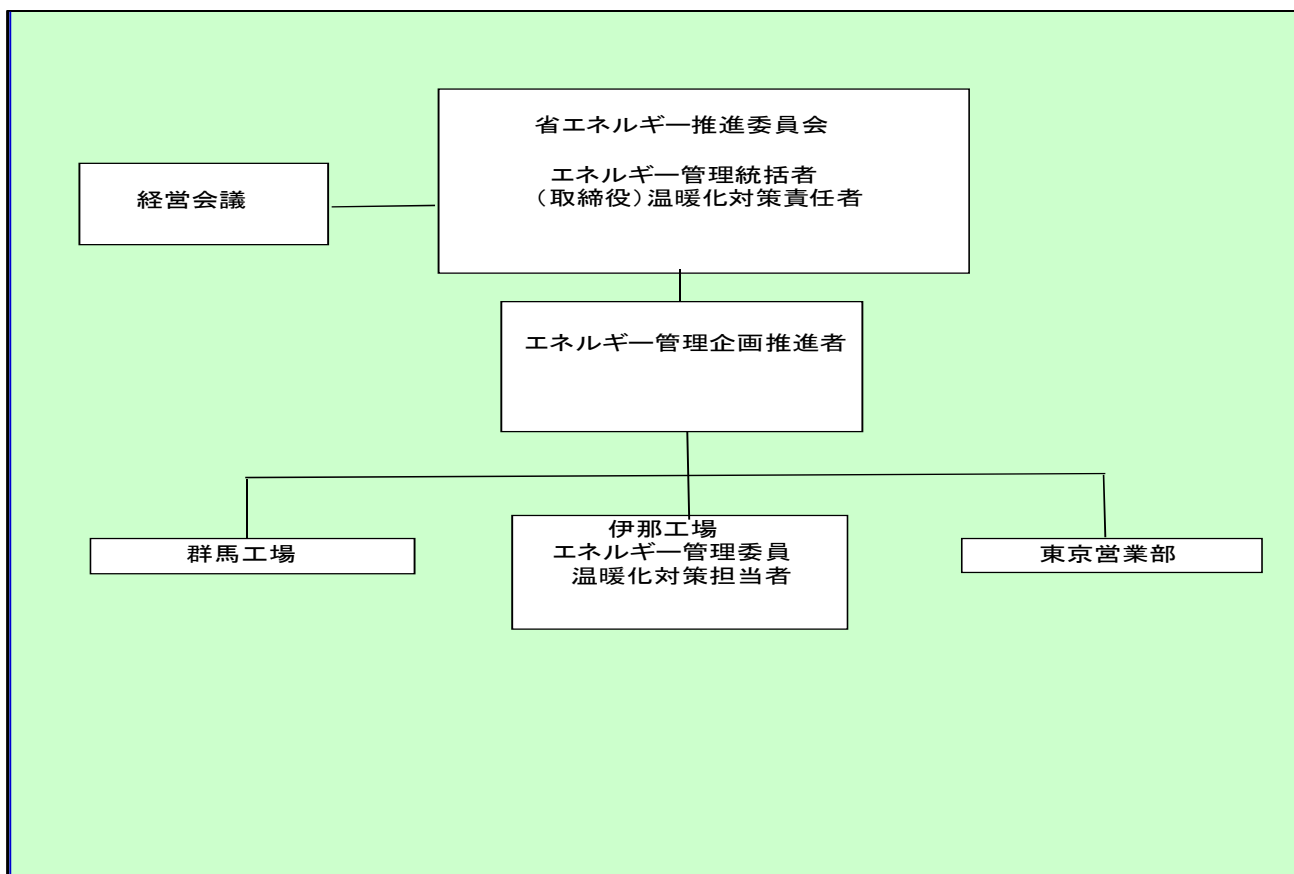 省エネルギー推進委員会
経営会議
エネルギー管理統括者
（取締役）温暖化対策責任者
エネルギー管理企画推進者
群馬工場
伊那工場
エネルギー管理委員
温暖化対策担当者
東京営業部